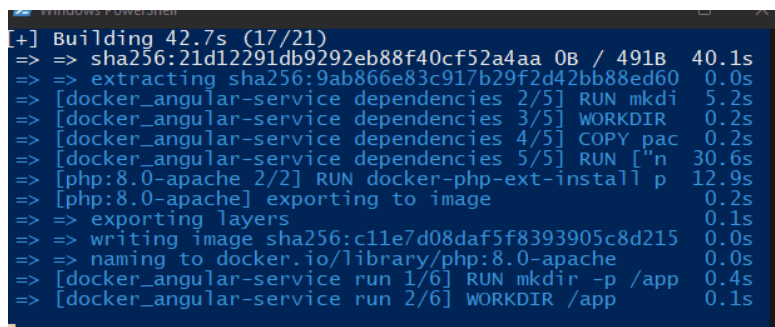 Windows PowerShell
[+] Building 42.7s (17/21)
=> => sha256:21d12291db9292eb88f40cf52a4aa 0B / 491B 40.1s
=> => extracting sha256:9ab866e83c917b29f2d42bb88ed60 0.0s
=> [docker_angular-service dependencies 2/5] RUN mkdi 5.2s
=> [docker_angular-service dependencies 3/5] WORKDIR 0.2s
=> [docker_angular-service dependencies 4/5] COPY pac 0.2s
=> [docker_angular-service dependencies 5/5] RUN ["n 30.6s
=> [php:8.0-apache 2/2] RUN docker-php-ext-install p 12.9s
=> [php:8.0-apache] exporting to image 0.2s
=> => exporting layers 0.1s
=> => writing image sha256:c11e7d08daf5f8393905c8d215 0.0s
=> => naming to docker.io/library/php:8.0-apache 0.0s
=> [docker_angular-service run 1/6] RUN mkdir -p /app 0.4s
=> [docker_angular-service run 2/6] WORKDIR /app 0.1s